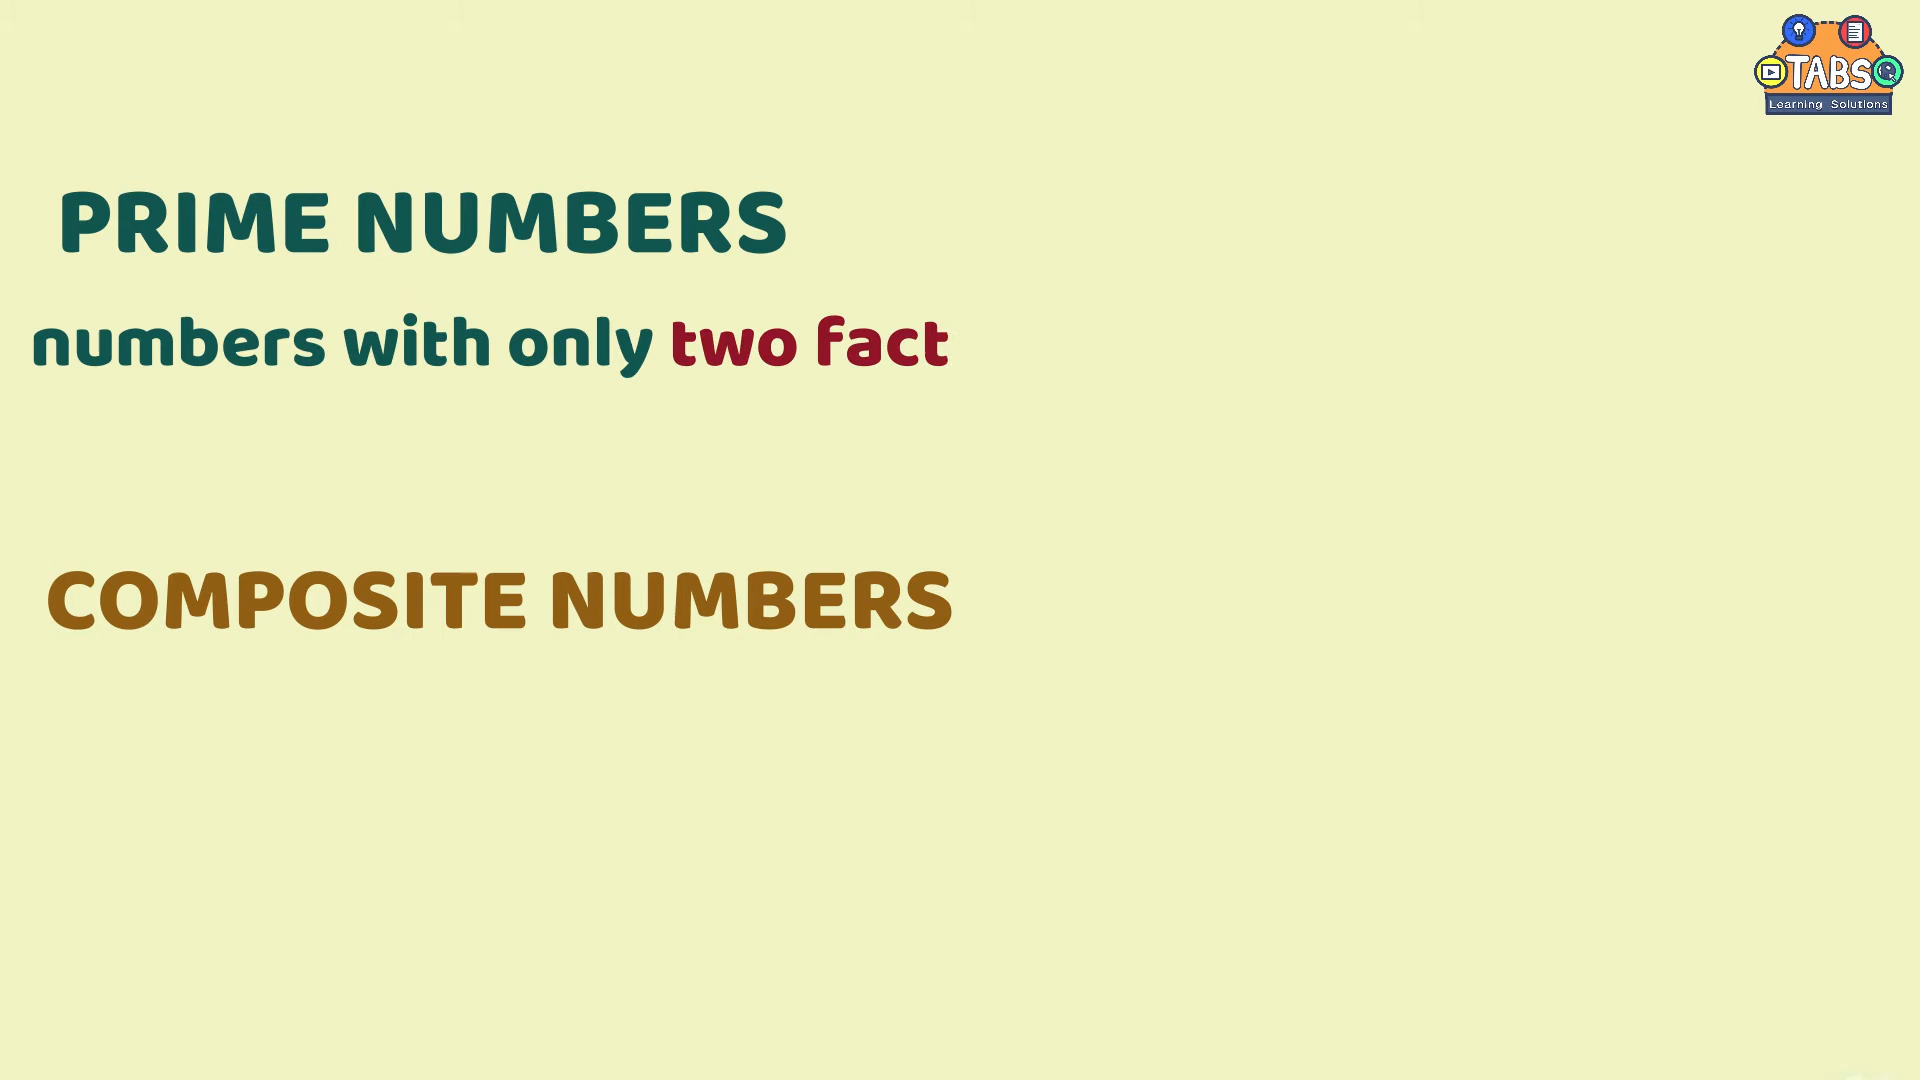 TABS
Learning Solutions
PRIME NUMBERS
numbers with only two fact
COMPOSITE NUMBERS